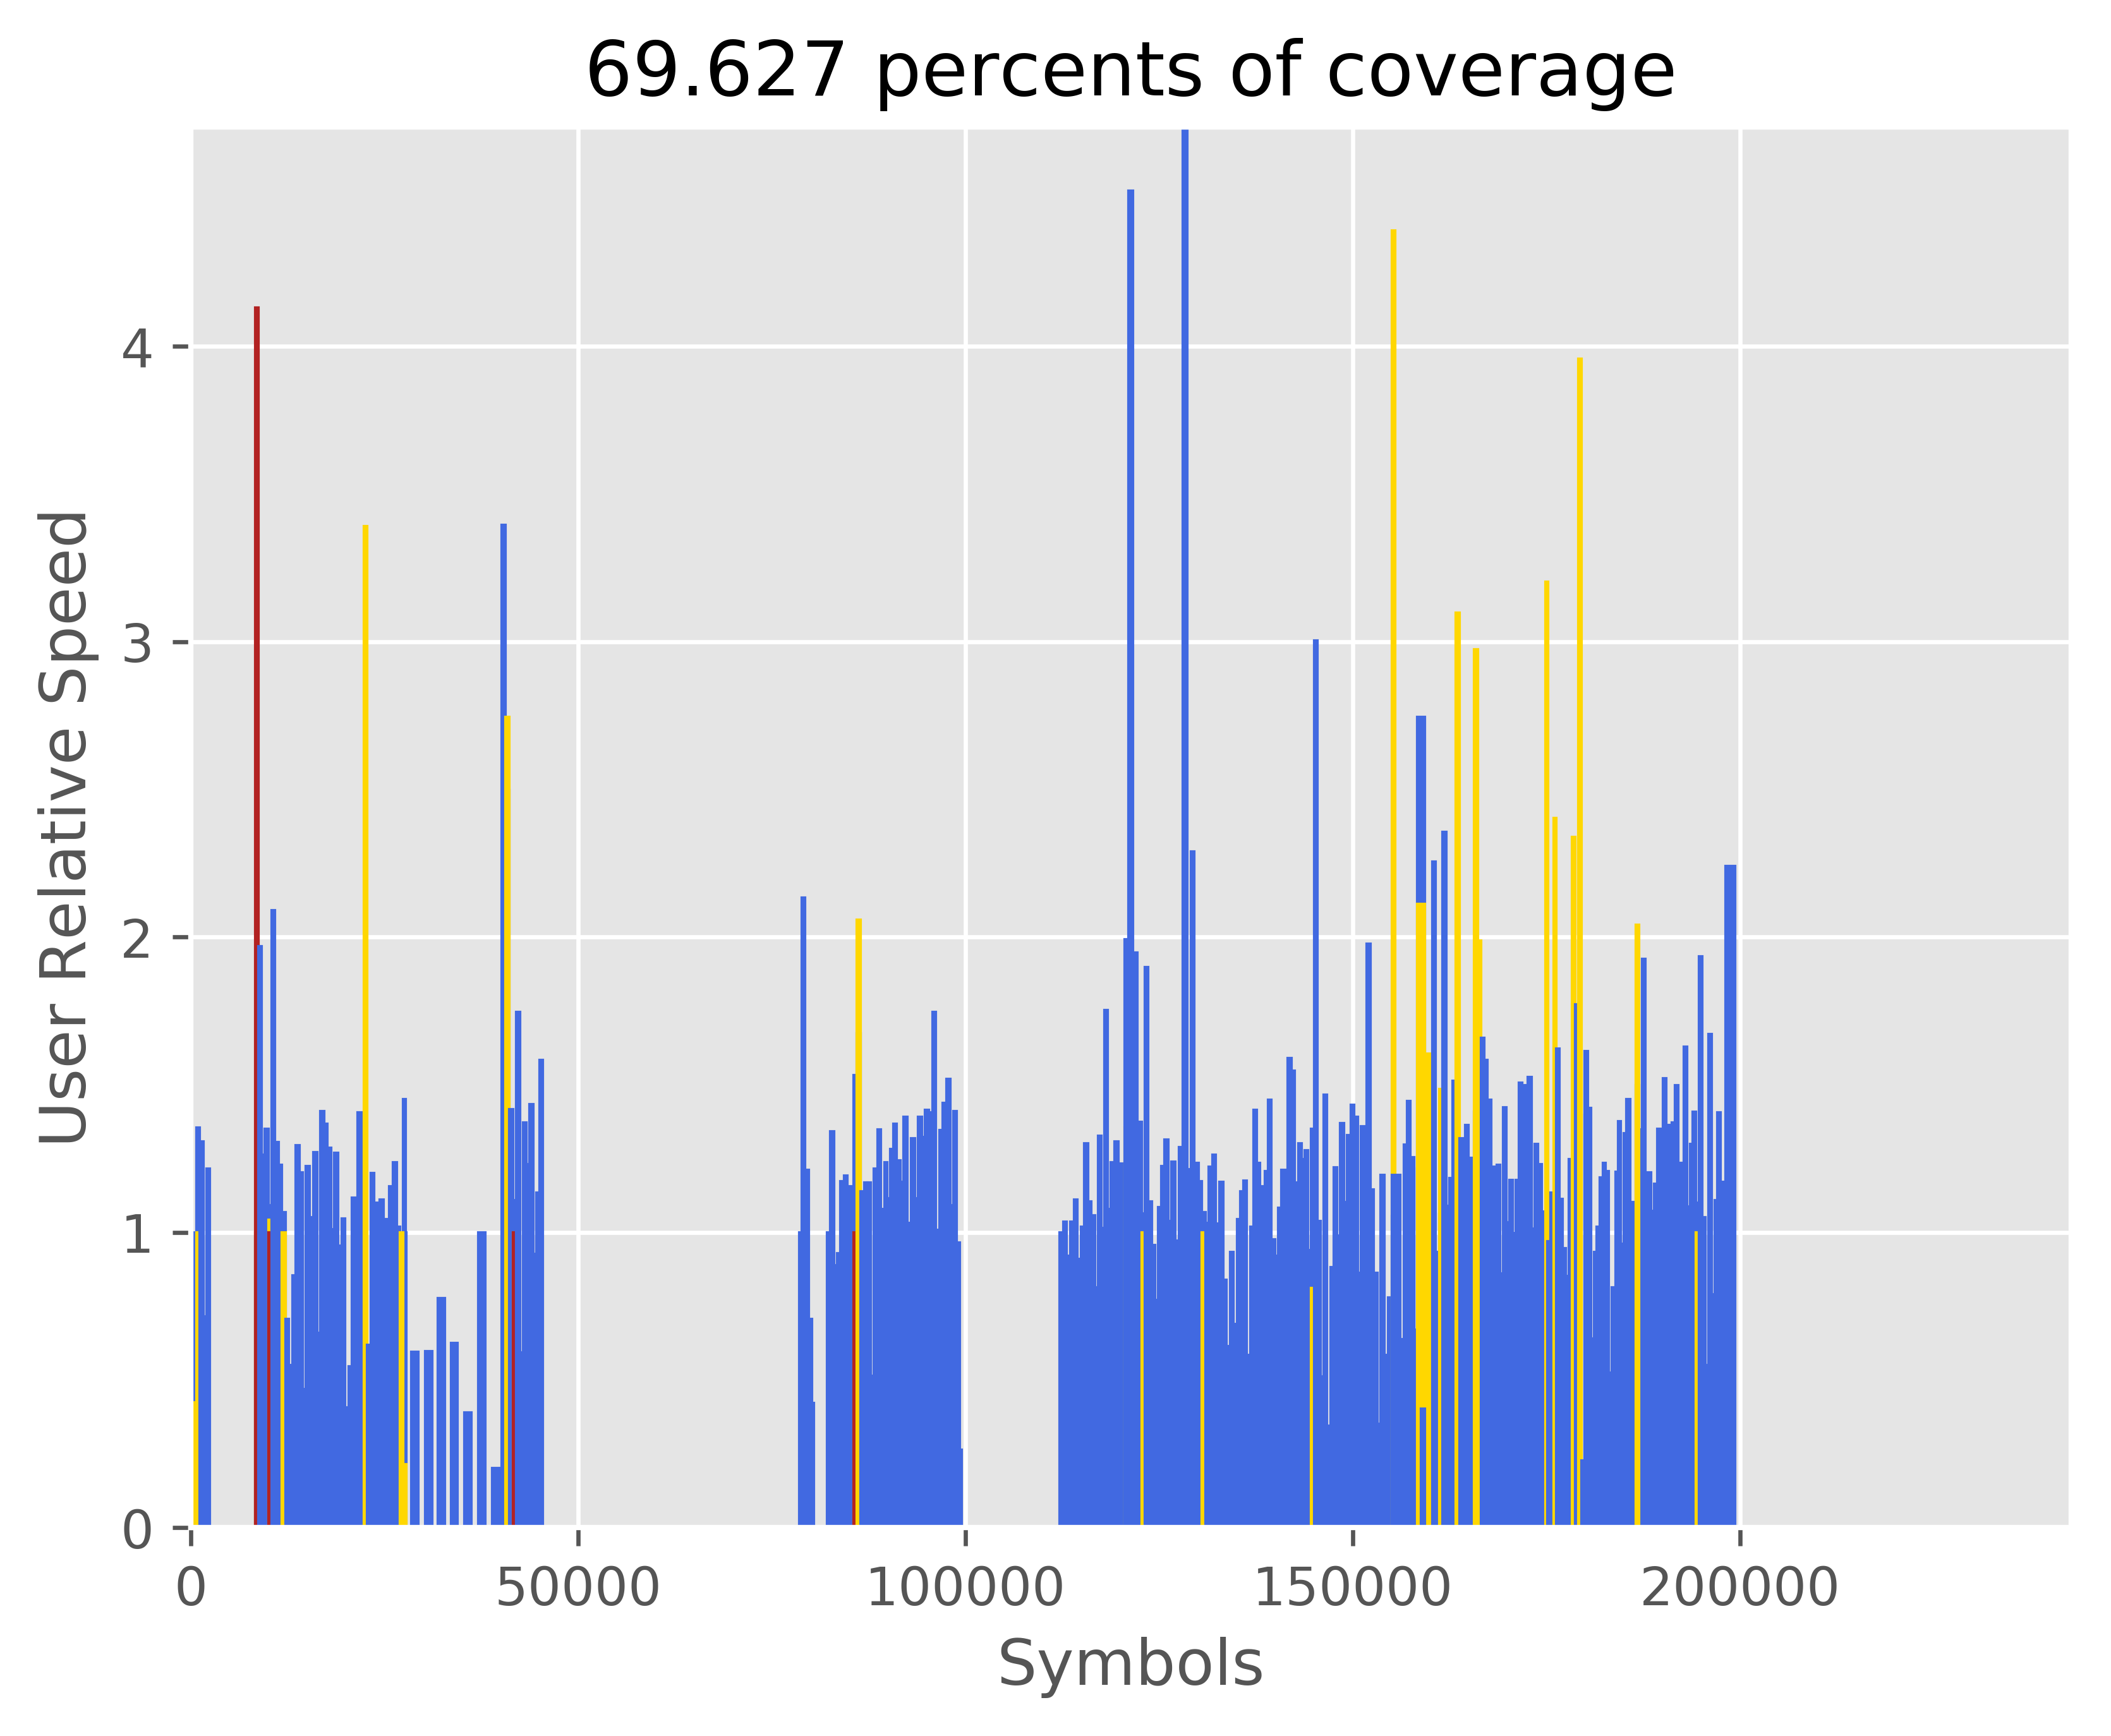 69.627 percents of coverage
User Relative Speed
4
3
2
1
0
0 50000 100000 150000 200000
Symbols